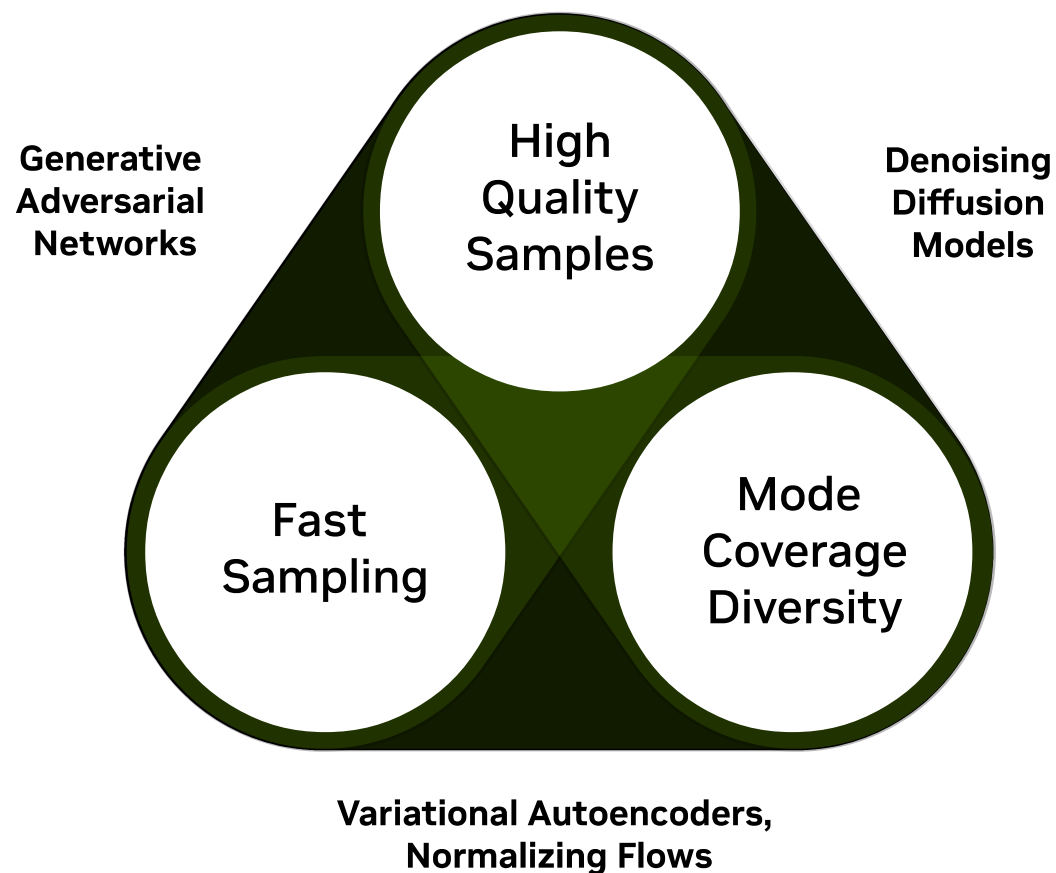 High
Quality
Samples
Generative
Adversarial
Networks
Denoising
Diffusion
Models
Fast
Sampling
Mode
Coverage
Diversity
Variational Autoencoders,
Normalizing Flows